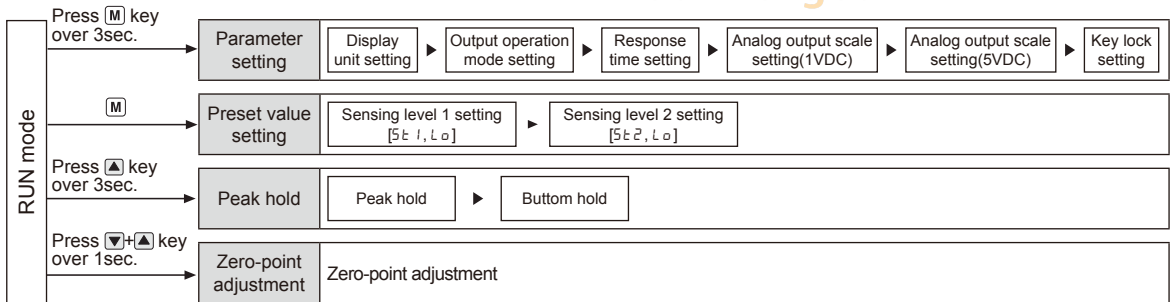 Press M key
over 3sec.
Parameter
setting
Display
unit setting
Output operation
mode setting
Response
time setting
Analog output scale
setting(1VDC)
Analog output scale
setting(5VDC)
Key lock
setting
RUN mode
M
Preset value
setting
Sensing level 1 setting
[St1, Lo]
Sensing level 2 setting
[St2, Lo]
Press ▲ key
over 3sec.
Peak hold
Peak hold
Buttom hold
Press ▼+▲ key
over 1sec.
Zero-point
adjustment
Zero-point adjustment